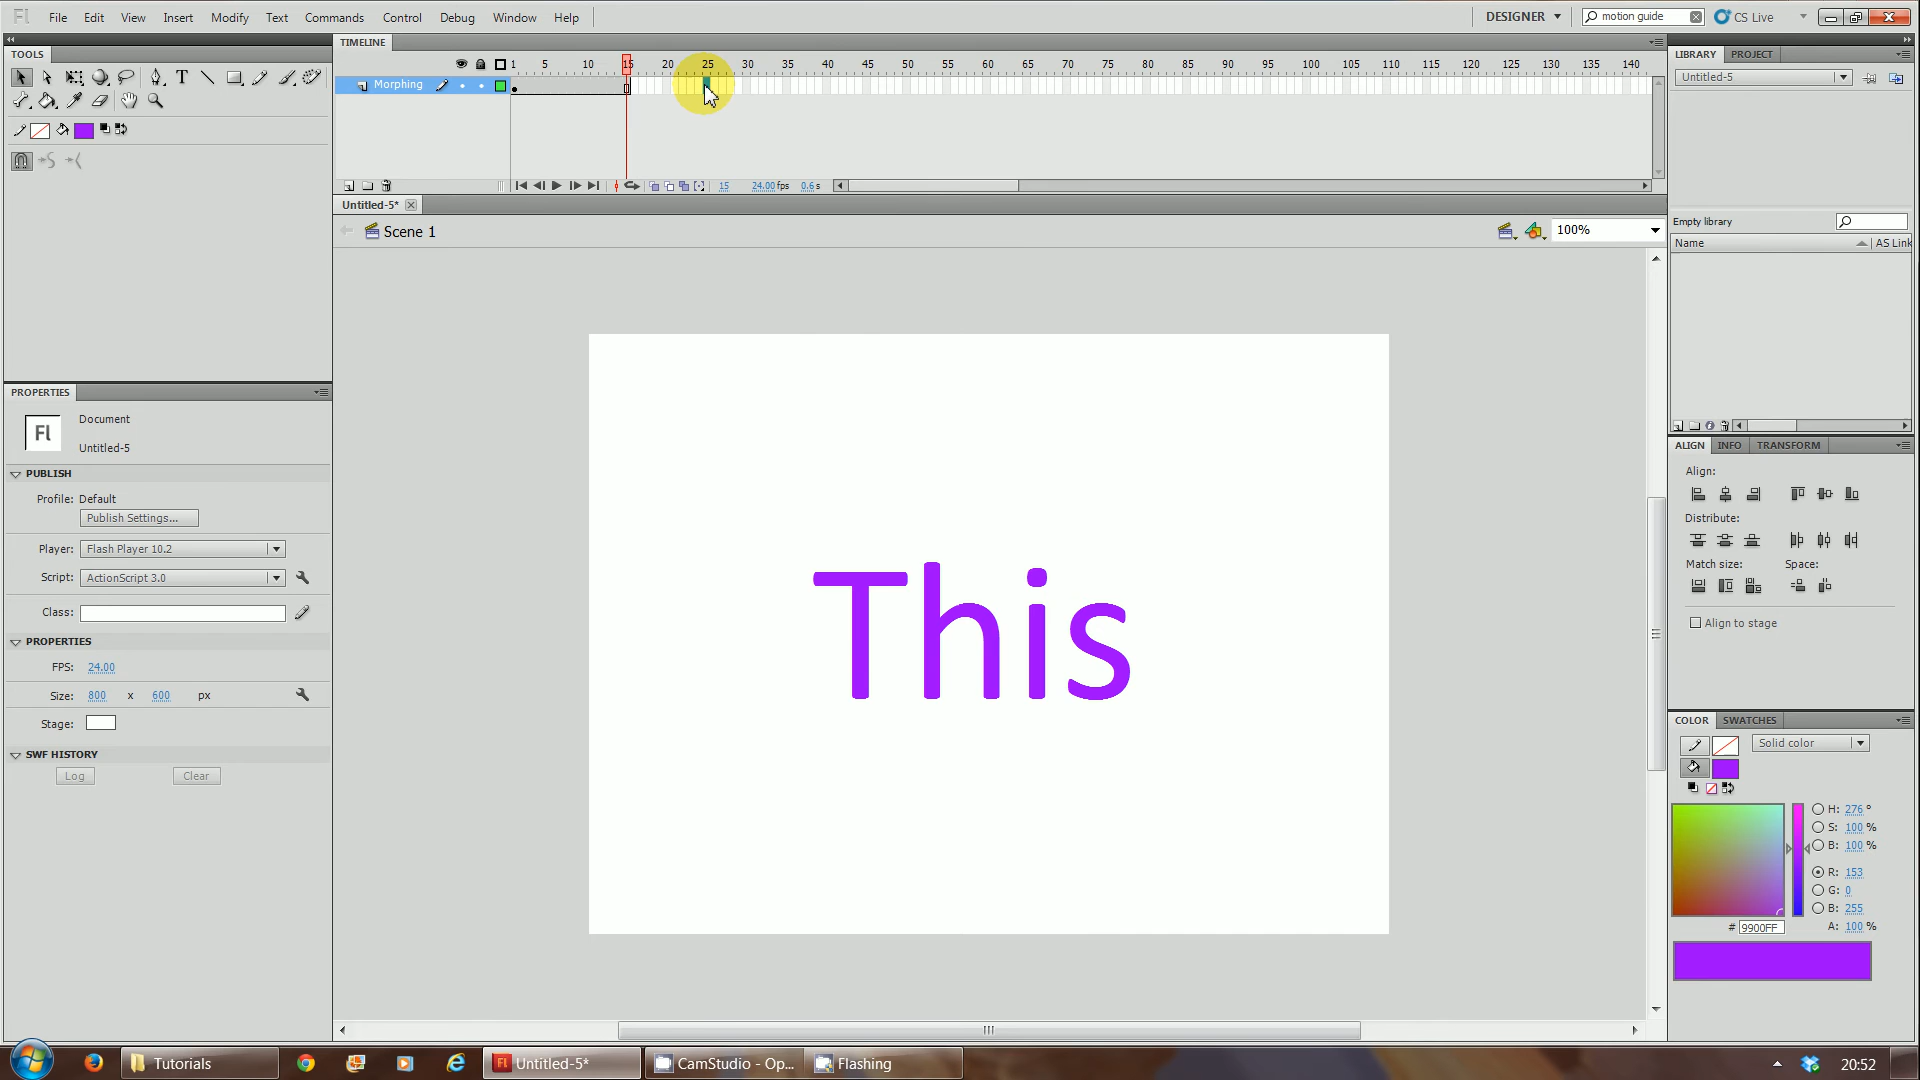 Fl File Edit View Insert Modify Text Commands Control Debug Window Help DESIGNER motion guide CS Live
TOOLS
TIMELINE
1 5 10 15 20 25 30 35 40 45 50 55 60 65 70 75 80 85 90 95 100 105 110 115 120 125 130 135 140
Morphing
15 24.00 fps 0.6 s
Untitled-5*
Scene 1
100%
This
PROPERTIES
Fl
Document
Untitled-5
PUBLISH
Profile: Default
Publish Settings...
Player: Flash Player 10.2
Script: ActionScript 3.0
Class:
PROPERTIES
FPS: 24.00
Size: 800 x 600 px
Stage:
SWF HISTORY
Log Clear
LIBRARY PROJECT
Untitled-5
Empty library
Name AS Link
ALIGN INFO TRANSFORM
Align:
Distribute:
Match size: Space:
Align to stage
COLOR SWATCHES
Solid color
H: 276 °
S: 100 %
B: 100 %
R: 153
G: 0
B: 255
A: 100 %
# 9900FF
Tutorials Untitled-5* CamStudio - Op... Flashing 20:52